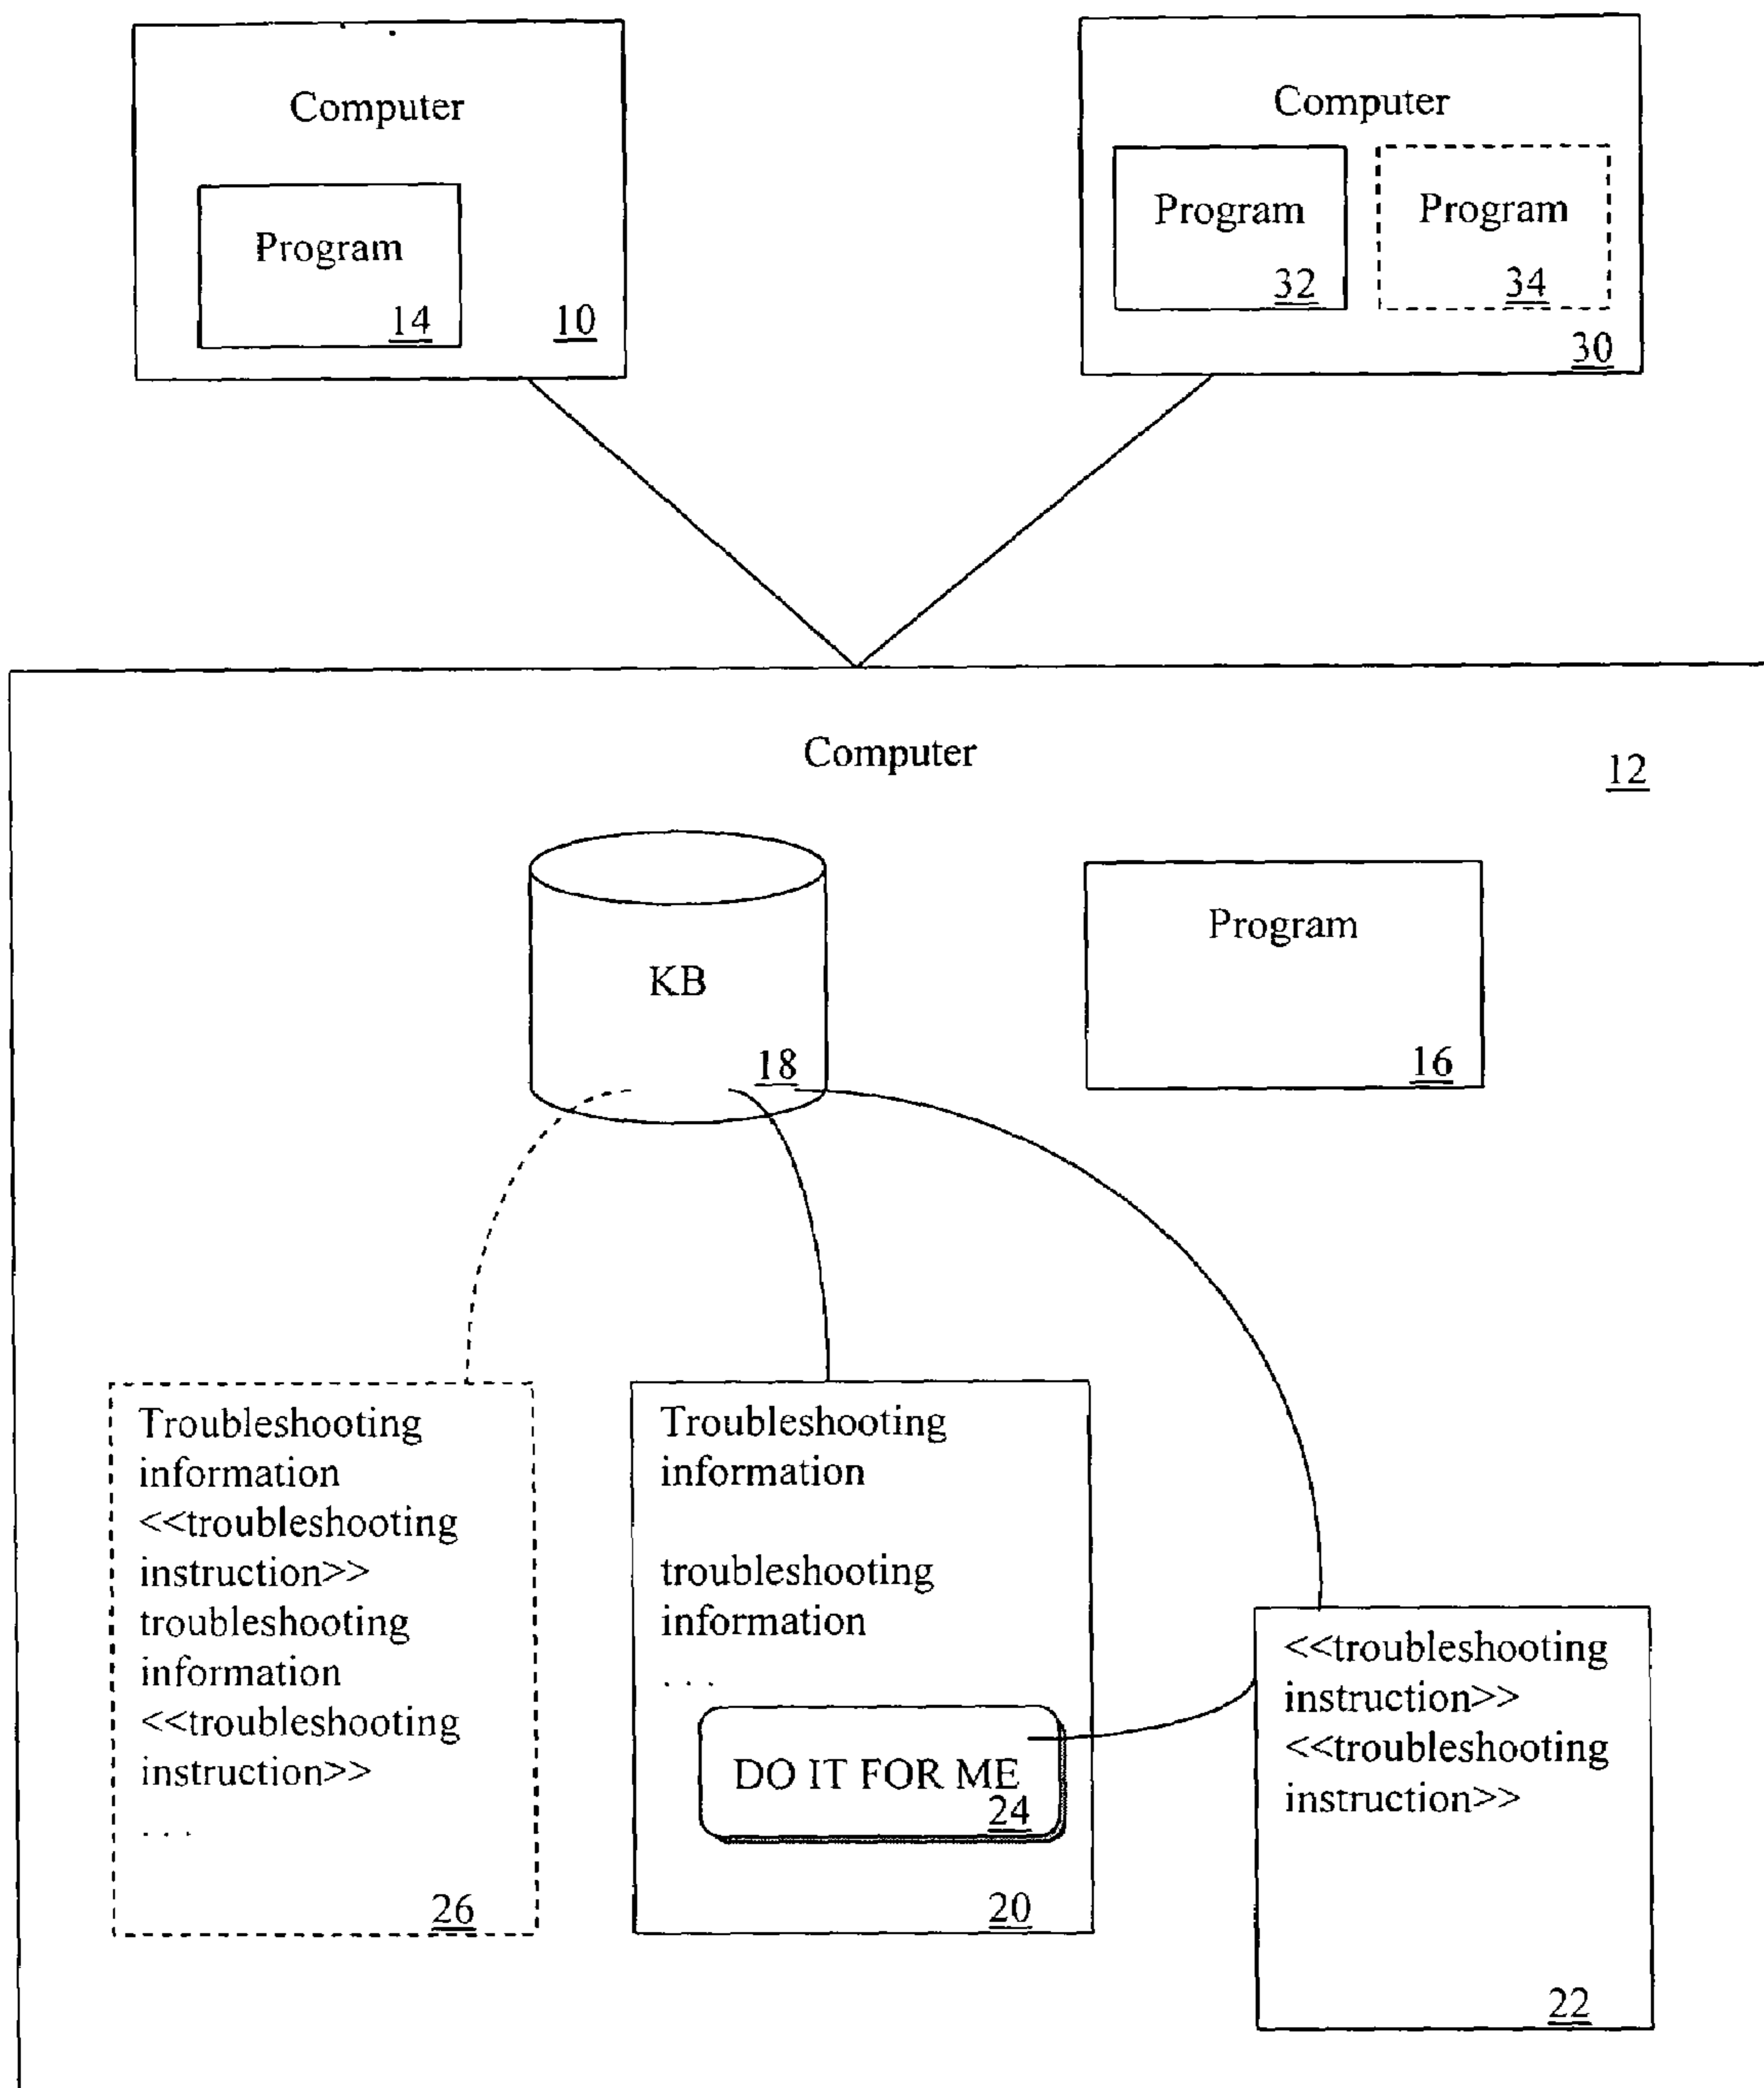 Computer
Program
14
10
Computer
Program
32
Program
34
30
Computer
12
KB
18
Program
16
Troubleshooting
information
<<troubleshooting
instruction>>
troubleshooting
information
<<troubleshooting
instruction>>
. . .
26
Troubleshooting
information
troubleshooting
information
. . .
DO IT FOR ME
24
20
<<troubleshooting
instruction>>
<<troubleshooting
instruction>>
22